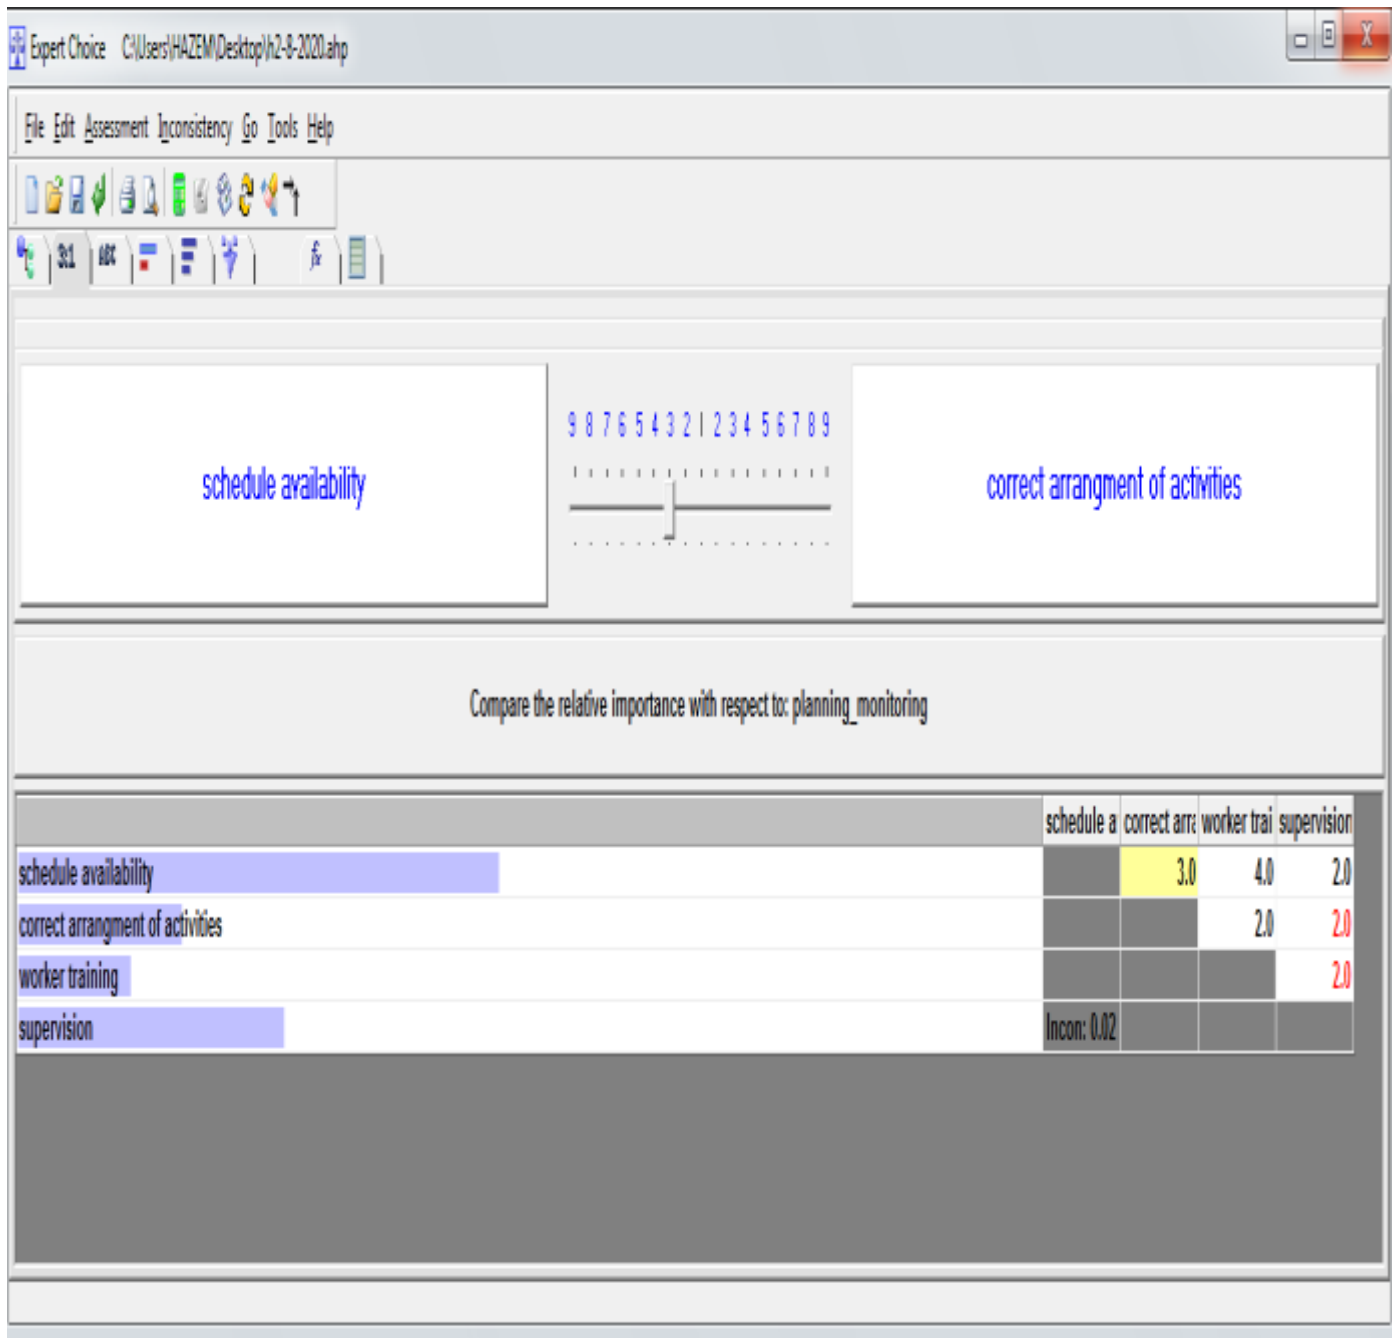 Expert Choice C:\Users\HAZEM\Desktop\h2-8-2020.ahp
File Edit Assessment Inconsistency Go Tools Help
3:1 ABC fx
9 8 7 6 5 4 3 2 1 2 3 4 5 6 7 8 9
schedule availability
correct arrangment of activities
Compare the relative importance with respect to: planning_monitoring
schedule a correct arra worker trai supervision
schedule availability 3.0 4.0 2.0
correct arrangment of activities 2.0 2.0
worker training 2.0
supervision Incon: 0.02